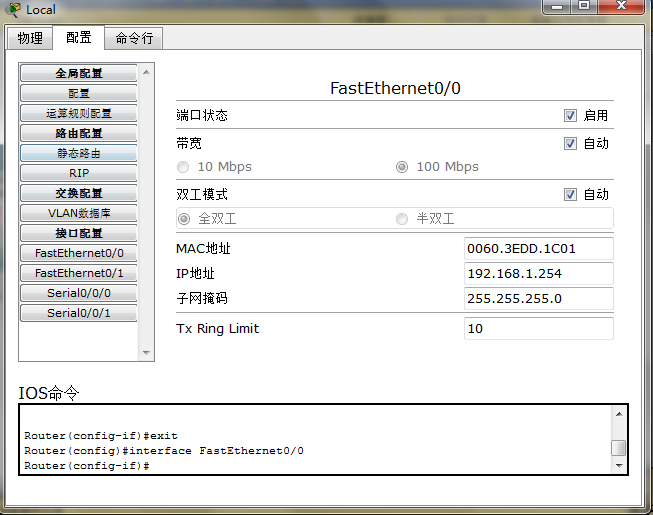 Local
物理 配置 命令行
全局配置
配置
运算规则配置
路由配置
静态路由
RIP
交换配置
VLAN数据库
接口配置
FastEthernet0/0
FastEthernet0/1
Serial0/0/0
Serial0/0/1
FastEthernet0/0
端口状态 启用
带宽 自动
10 Mbps 100 Mbps
双工模式 自动
全双工 半双工
MAC地址 0060.3EDD.1C01
IP地址 192.168.1.254
子网掩码 255.255.255.0
Tx Ring Limit 10
IOS命令
Router(config-if)#exit
Router(config)#interface FastEthernet0/0
Router(config-if)#